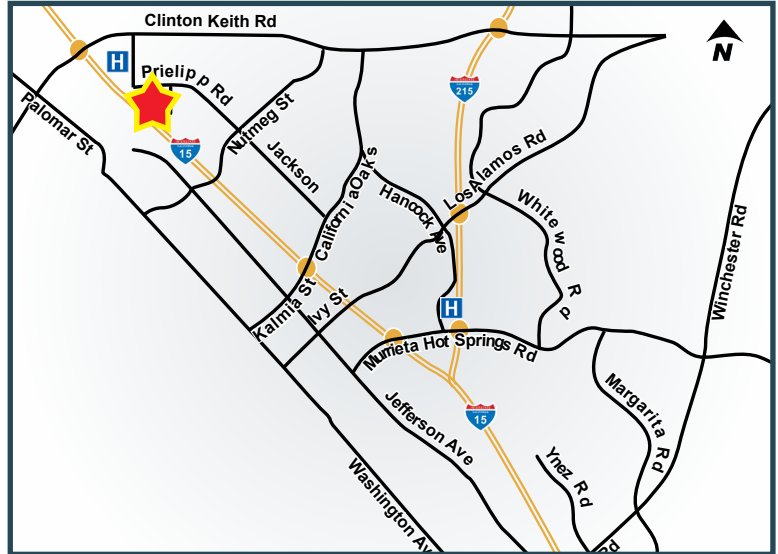 Clinton Keith Rd
N
H
Prielipp Rd
215
Palomar St
Nutmeg St
15
Jackson
California Oaks
Hancock Ave
Los Alamos Rd
Whitewood Rd
Winchester Rd
Kalmia St
Ivy St
H
Murrieta Hot Springs Rd
Margarita Rd
Jefferson Ave
15
Ynez Rd
Washington Av
Rd